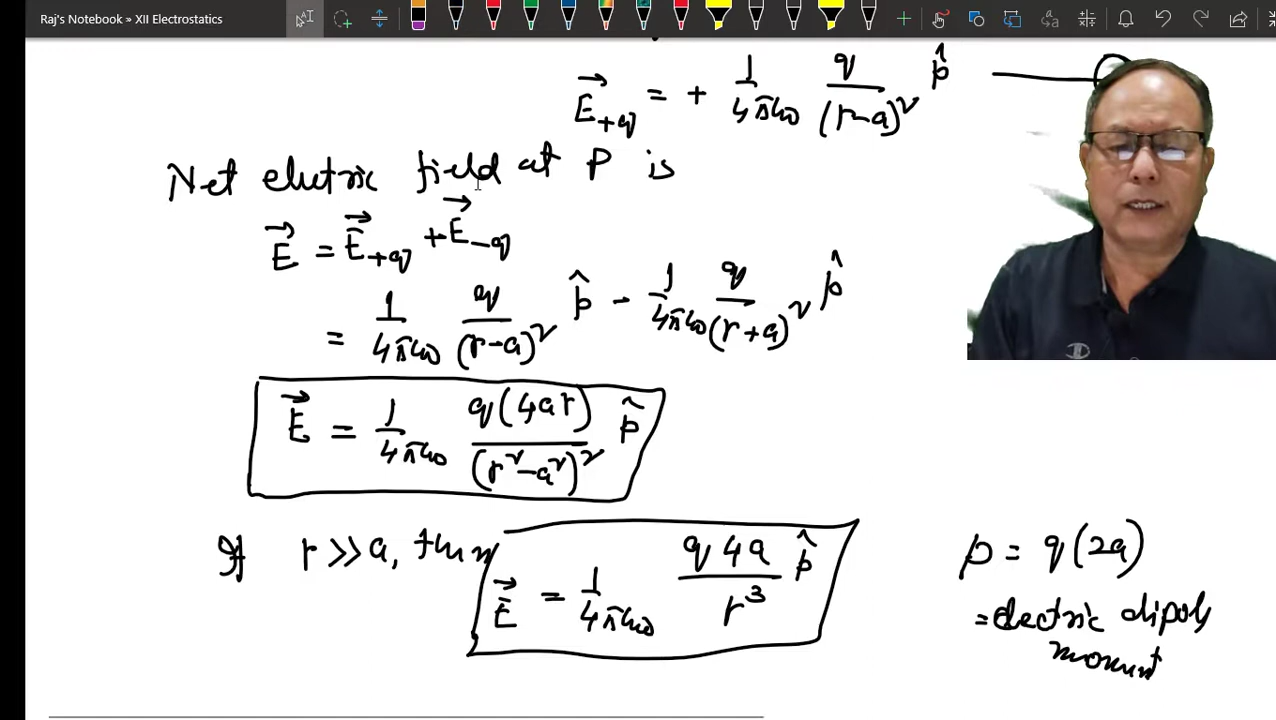 Raj's Notebook » XII Electrostatics
E⃗₊q = + 1/4πε₀ q/(r-a)² p̂
Net electric field at P is
E⃗ = E⃗₊q + E⃗₋q
= 1/4πε₀ q/(r-a)² p̂ - 1/4πε₀ q/(r+a)² p̂
E⃗ = 1/4πε₀ q(4ar)/(r²-a²)² p̂
If r >> a, then
E⃗ = 1/4πε₀ q4a/r³ p̂
p = q(2a)
= electric dipole
moment